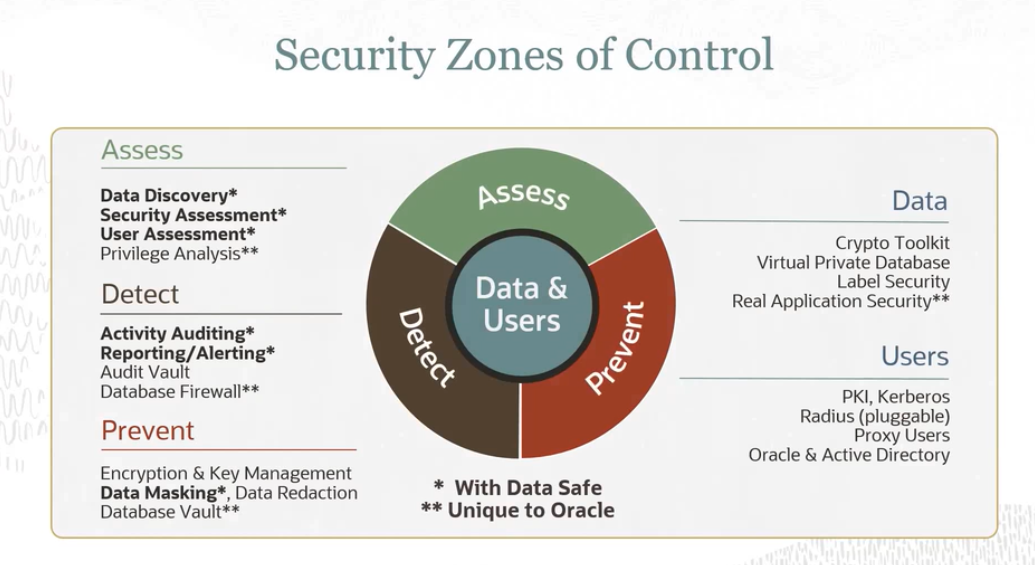 Security Zones of Control
Assess
Data Discovery*
Security Assessment*
User Assessment*
Privilege Analysis**
Detect
Activity Auditing*
Reporting/Alerting*
Audit Vault
Database Firewall**
Prevent
Encryption & Key Management
Data Masking*, Data Redaction
Database Vault**
Assess
Detect
Prevent
Data &
Users
* With Data Safe
** Unique to Oracle
Data
Crypto Toolkit
Virtual Private Database
Label Security
Real Application Security**
Users
PKI, Kerberos
Radius (pluggable)
Proxy Users
Oracle & Active Directory